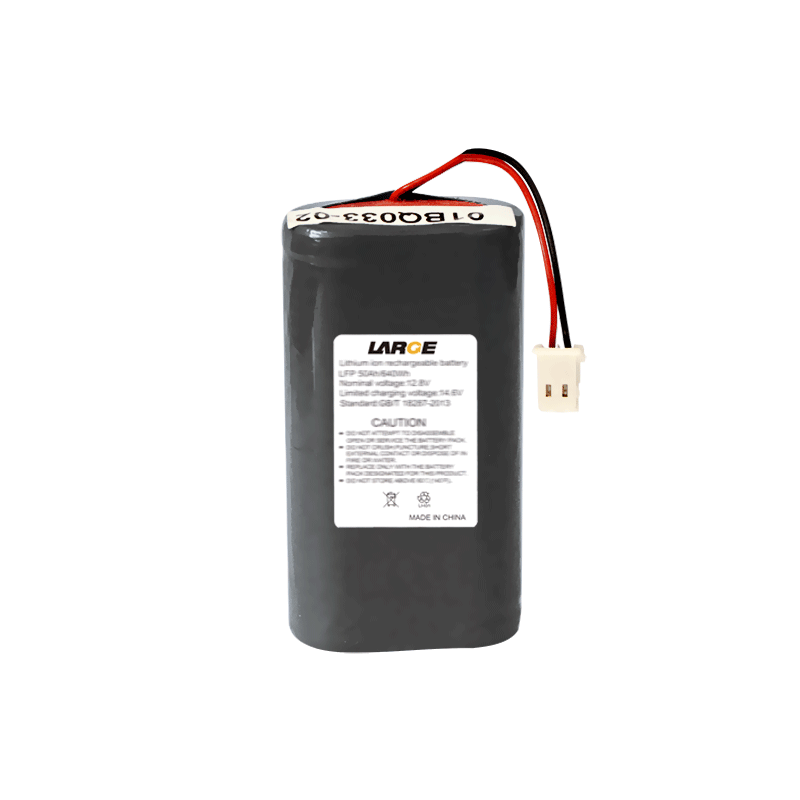 01BQ033-02
LARGE
Lithium ion rechargeable battery
LFP 50Ah/640Wh
Nominal voltage:12.8V
Limited charging voltage:14.6V
Standard:GB/T 18287-2013
CAUTION
DO NOT ATTEMPT TO DISASSEMBLE
OPEN OR SERVICE THE BATTERY PACK.
DO NOT CRUSH,PUNCTURE,SHORT
EXTERNAL CONTACT OR DISPOSE OF IN
FIRE OR WATER.
REPLACE ONLY WITH THE BATTERY
PACK DESIGNATED FOR THIS PRODUCT.
DO NOT STORE ABOVE 60℃(140°F).
Li-ion
MADE IN CHINA